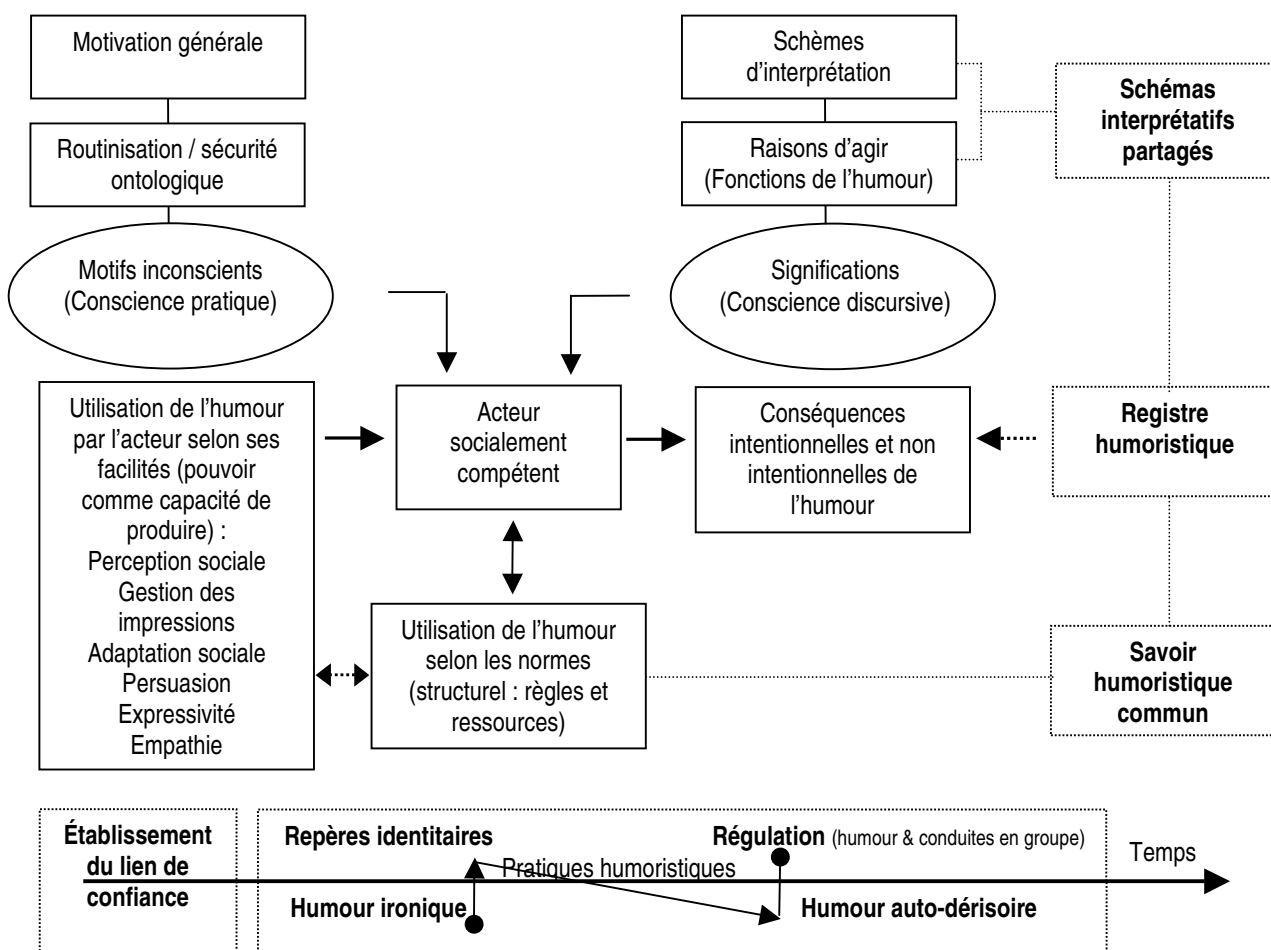 Motivation générale
Schèmes
d'interprétation
Schémas
interprétatifs
partagés
Routinisation / sécurité
ontologique
Raisons d'agir
(Fonctions de l'humour)
Motifs inconscients
(Conscience pratique)
Significations
(Conscience discursive)
Utilisation de l'humour
par l'acteur selon ses
facilités (pouvoir
comme capacité de
produire) :
Perception sociale
Gestion des
impressions
Adaptation sociale
Persuasion
Expressivité
Empathie
Acteur
socialement
compétent
Conséquences
intentionnelles et non
intentionnelles de
l'humour
Registre
humoristique
Utilisation de l'humour
selon les normes
(structurel : règles et
ressources)
Savoir
humoristique
commun
Établissement
du lien de
confiance
Repères identitaires
Régulation (humour & conduites en groupe)
Pratiques humoristiques
Temps
Humour ironique
Humour auto-dérisoire